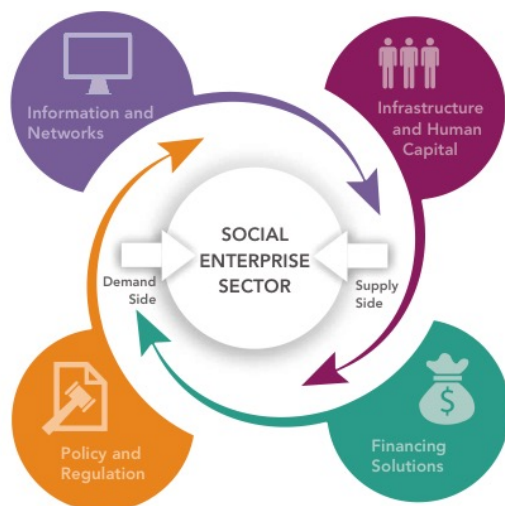 Information and
Networks
Infrastructure
and Human
Capital
SOCIAL
ENTERPRISE
SECTOR
Demand
Side
Supply
Side
Policy and
Regulation
$
Financing
Solutions